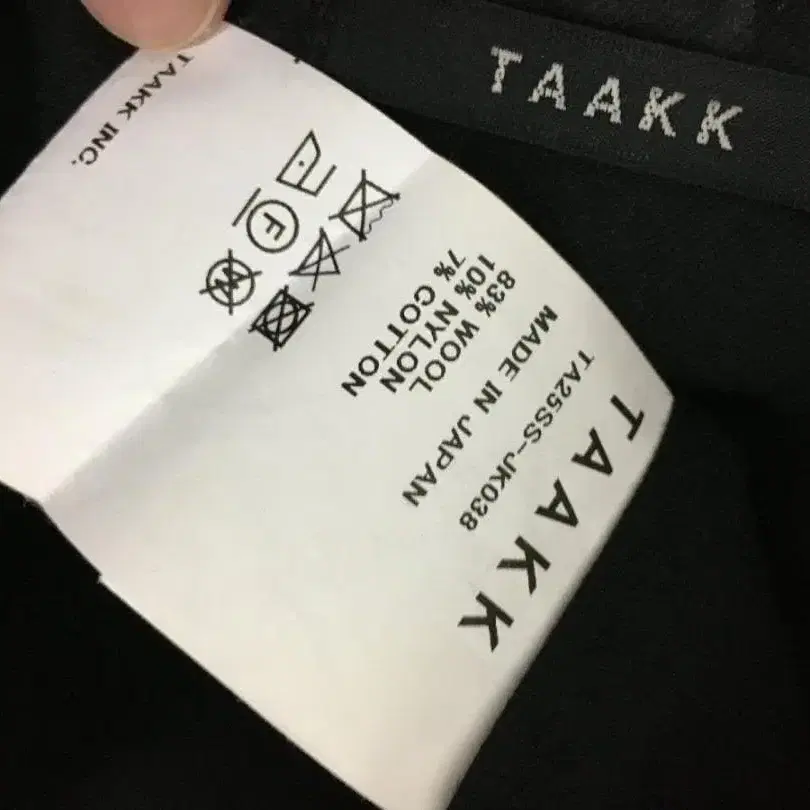 TAAKK
TAAKK
TA25SS-JK038
MADE IN JAPAN
83% WOOL
10% NYLON
7% COTTON
F
W
TAAKK INC.